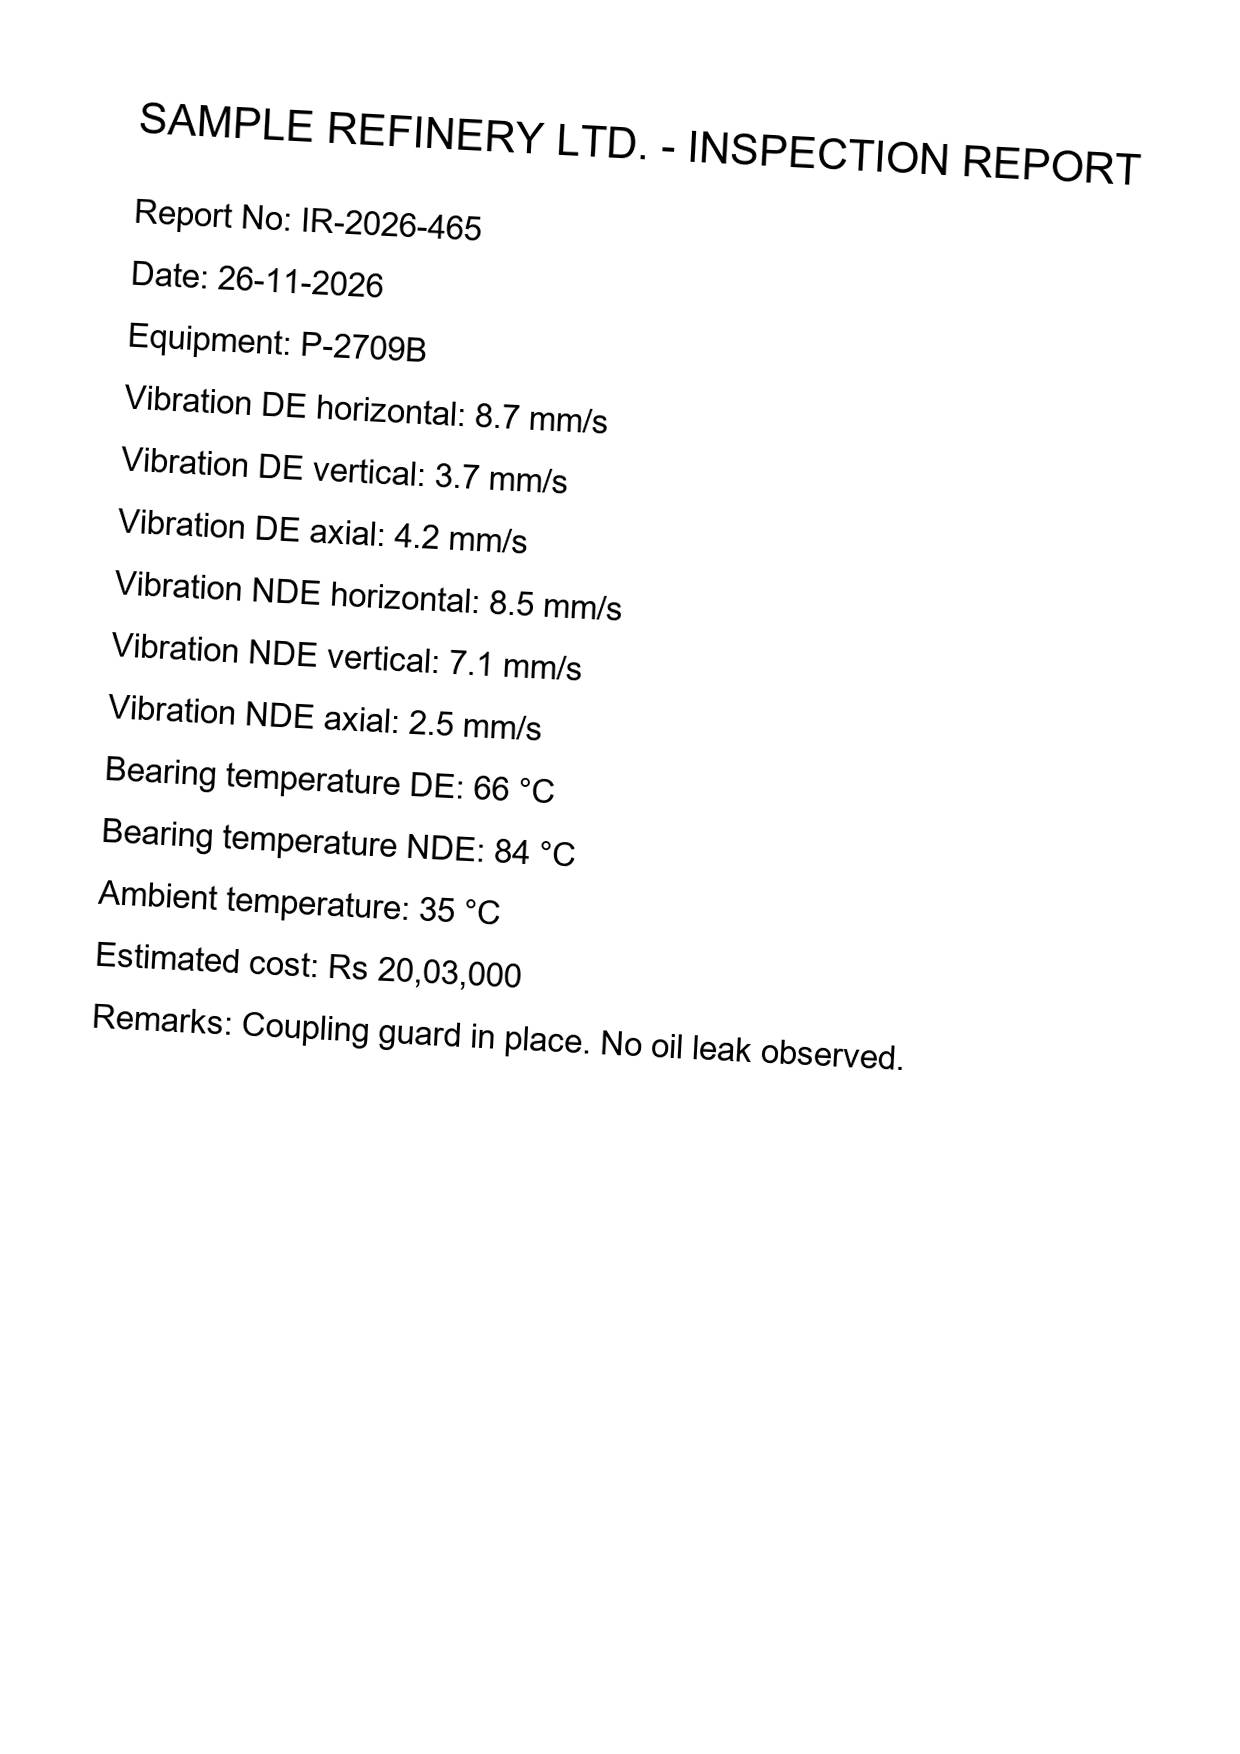 SAMPLE REFINERY LTD. - INSPECTION REPORT
Report No: IR-2026-465
Date: 26-11-2026
Equipment: P-2709B
Vibration DE horizontal: 8.7 mm/s
Vibration DE vertical: 3.7 mm/s
Vibration DE axial: 4.2 mm/s
Vibration NDE horizontal: 8.5 mm/s
Vibration NDE vertical: 7.1 mm/s
Vibration NDE axial: 2.5 mm/s
Bearing temperature DE: 66 °C
Bearing temperature NDE: 84 °C
Ambient temperature: 35 °C
Estimated cost: Rs 20,03,000
Remarks: Coupling guard in place. No oil leak observed.